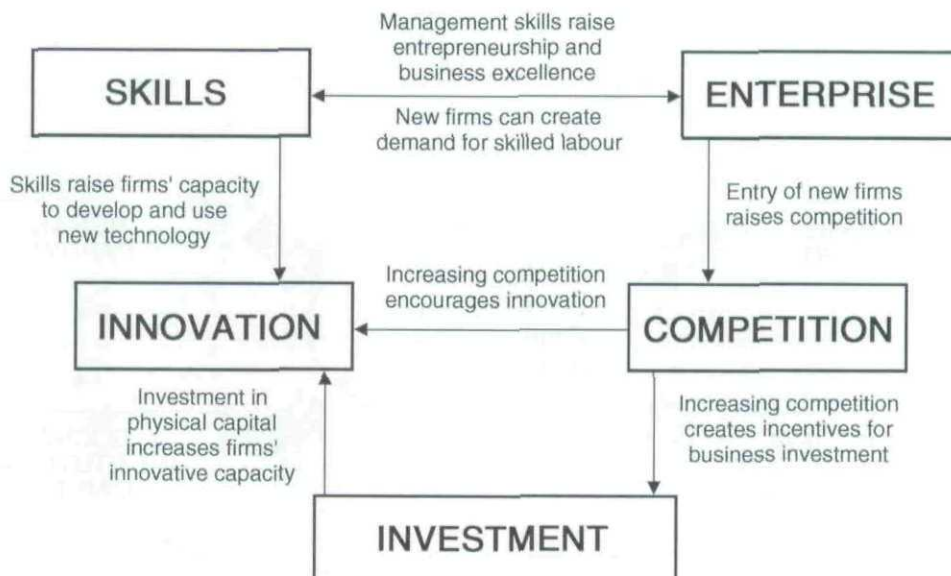 Management skills raise
entrepreneurship and
business excellence
SKILLS
ENTERPRISE
New firms can create
demand for skilled labour
Skills raise firms' capacity
to develop and use
new technology
Entry of new firms
raises competition
Increasing competition
encourages innovation
INNOVATION
COMPETITION
Investment in
physical capital
increases firms'
innovative capacity
Increasing competition
creates incentives for
business investment
INVESTMENT